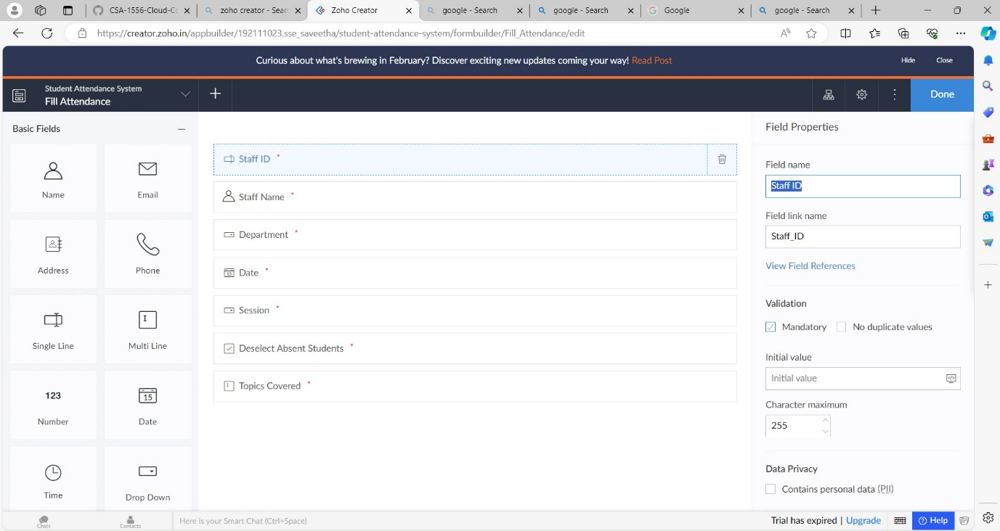 CSA-1556-Cloud-Cc
zoho creator - Sear
Zoho Creator
google - Search
google - Search
Google
google - Search
https://creator.zoho.in/appbuilder/192111023.sse_saveetha/student-attendance-system/formbuilder/Fill_Attendance/edit
Curious about what's brewing in February? Discover exciting new updates coming your way! Read Post
Hide
Close
Student Attendance System
Fill Attendance
Done
Basic Fields
Name
Email
Address
Phone
Single Line
Multi Line
123
Number
15
Date
Time
Drop Down
Staff ID *
Staff Name *
Department *
Date *
Session *
Deselect Absent Students *
Topics Covered *
Field Properties
Field name
Staff ID
Field link name
Staff_ID
View Field References
Validation
Mandatory
No duplicate values
Initial value
Initial value
Character maximum
255
Data Privacy
Contains personal data (PII)
Chats
Contacts
Here is your Smart Chat (Ctrl+Space)
Trial has expired | Upgrade
Help